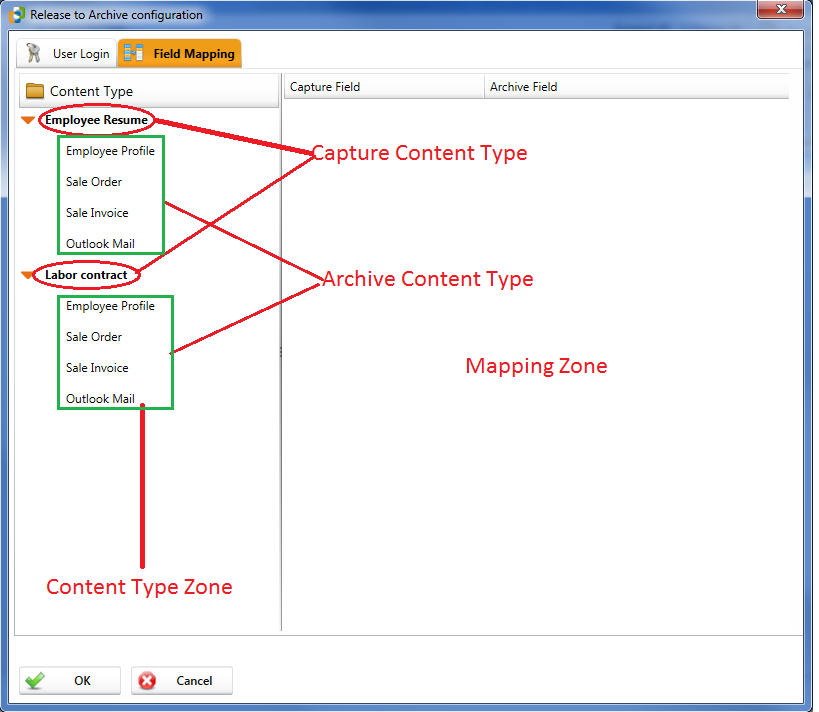 Release to Archive configuration
User Login
Field Mapping
Content Type
Capture Field
Archive Field
Employee Resume
Employee Profile
Sale Order
Sale Invoice
Outlook Mail
Labor contract
Employee Profile
Sale Order
Sale Invoice
Outlook Mail
Capture Content Type
Archive Content Type
Mapping Zone
Content Type Zone
OK
Cancel